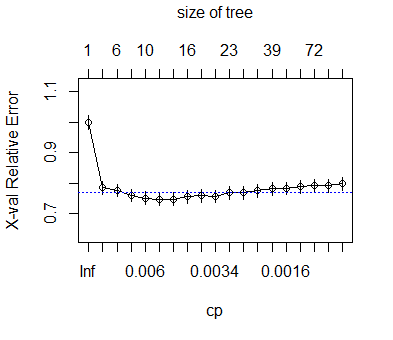 size of tree
1 6 10 16 23 39 72
X-val Relative Error
1.1
0.9
0.7
Inf 0.006 0.0034 0.0016
cp